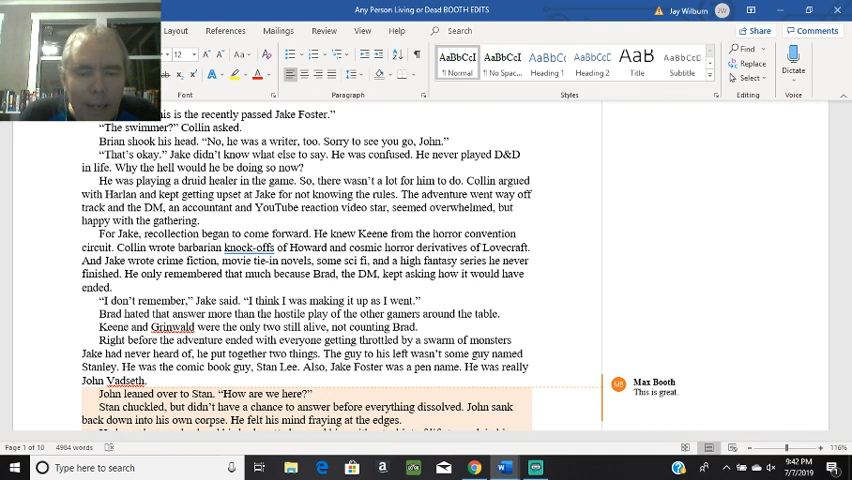 Any Person Living or Dead BOOTH EDITS
Jay Wilburn
JW
Layout
References
Mailings
Review
View
Help
Share
Comments
12
Aa
AaBbCcI
AaBbCcI
AaBbC
AaBbCc
AaB
AaBbCcC
¶ Normal
¶ No Spac...
Heading 1
Heading 2
Title
Subtitle
Find
Replace
Select
Dictate
Paragraph
Styles
Editing
Voice
his is the recently passed Jake Foster.”
“The swimmer?” Collin asked.
Brian shook his head. “No, he was a writer, too. Sorry to see you go, John.”
“That’s okay.” Jake didn’t know what else to say. He was confused. He never played D&D
in life. Why the hell would he be doing so now?
He was playing a druid healer in the game. So, there wasn’t a lot for him to do. Collin argued
with Harlan and kept getting upset at Jake for not knowing the rules. The adventure went way off
track and the DM, an accountant and YouTube reaction video star, seemed overwhelmed, but
happy with the gathering.
For Jake, recollection began to come forward. He knew Keene from the horror convention
circuit. Collin wrote barbarian knock-offs of Howard and cosmic horror derivatives of Lovecraft.
And Jake wrote crime fiction, movie tie-in novels, some sci fi, and a high fantasy series he never
finished. He only remembered that much because Brad, the DM, kept asking how it would have
ended.
“I don’t remember,” Jake said. “I think I was making it up as I went.”
Brad hated that answer more than the hostile play of the other gamers around the table.
Keene and Grinwald were the only two still alive, not counting Brad.
Right before the adventure ended with everyone getting throttled by a swarm of monsters
Jake had never heard of, he put together two things. The guy to his left wasn’t some guy named
Stanley. He was the comic book guy, Stan Lee. Also, Jake Foster was a pen name. He was really
John Vadseth.
John leaned over to Stan. “How are we here?”
Stan chuckled, but didn’t have a chance to answer before everything dissolved. John sank
back down into his own corpse. He felt his mind fraying at the edges.
MB
Max Booth
This is great.
Page 1 of 10
4964 words
116%
Type here to search
9:42 PM
7/7/2019